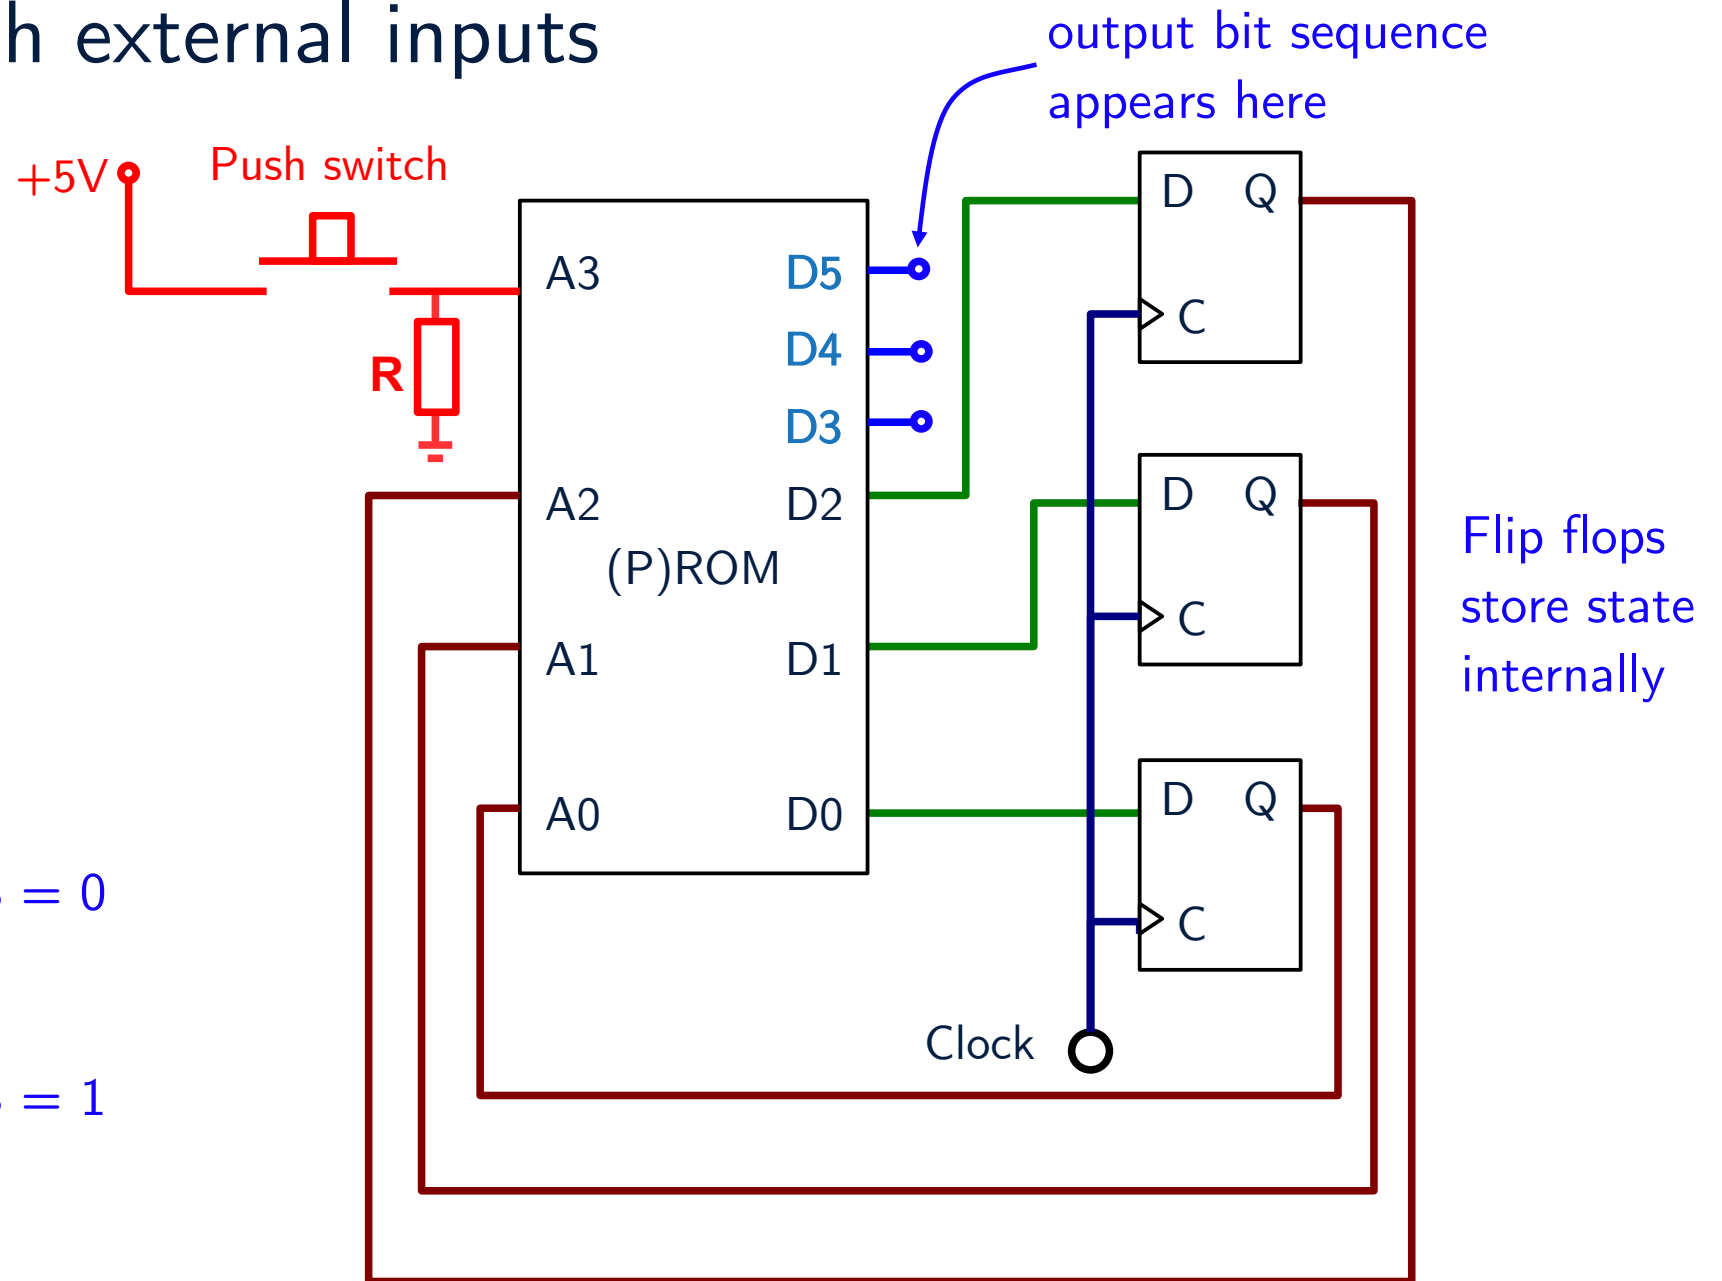 h external inputs
output bit sequence
appears here
+5V
Push switch
A3
D5
D4
R
D3
A2
D2
(P)ROM
A1
D1
A0
D0
D Q
C
D Q
C
D Q
C
Flip flops
store state
internally
= 0
= 1
Clock